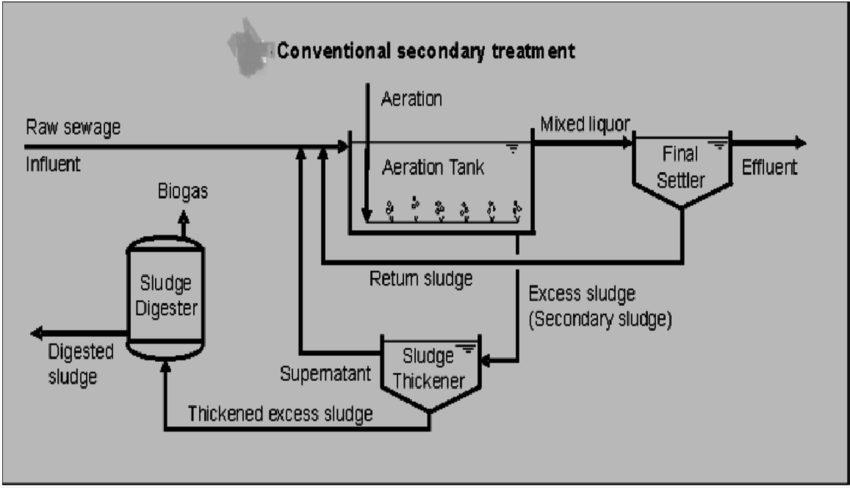 Conventional secondary treatment
Aeration
Raw sewage
Mixed liquor
Influent
Aeration Tank
Final
Settler
Effluent
Biogas
Sludge
Digester
Return sludge
Excess sludge
(Secondary sludge)
Digested
sludge
Supernatant
Sludge
Thickener
Thickened excess sludge